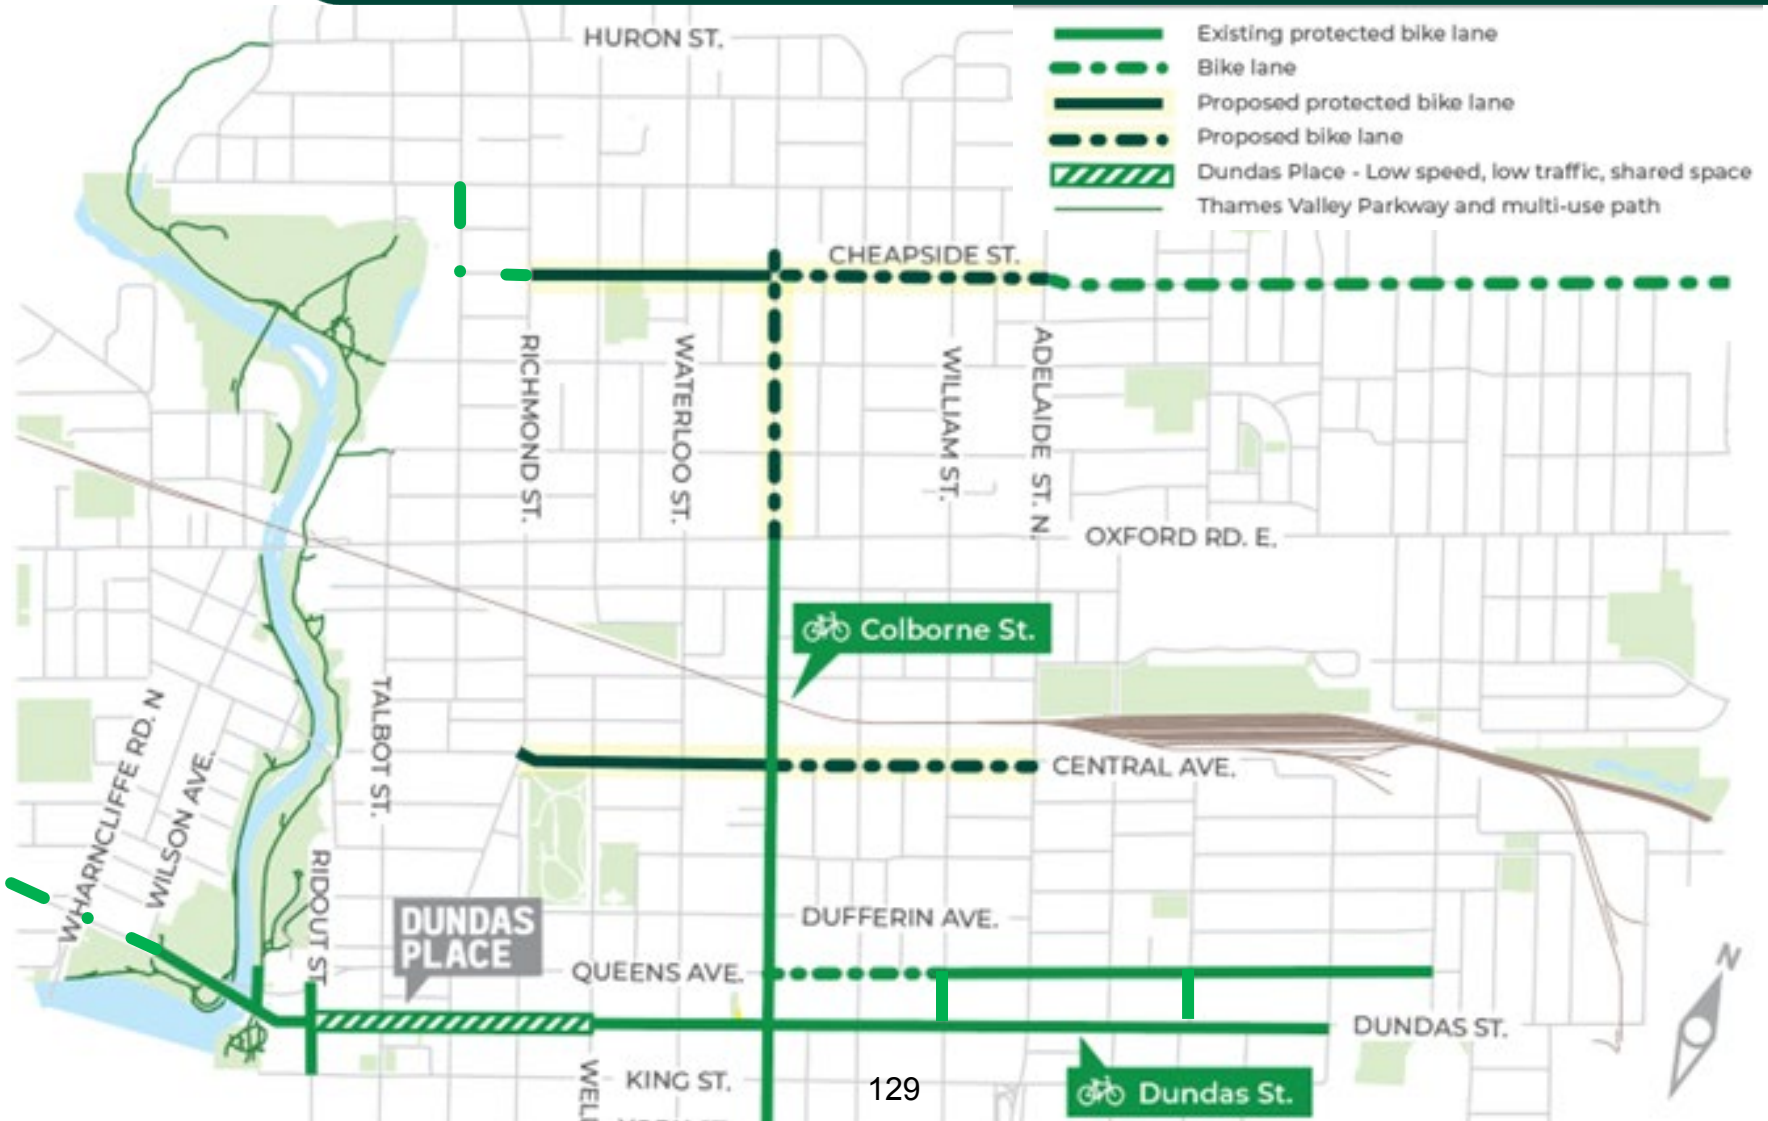 HURON ST.
Existing protected bike lane
Bike lane
Proposed protected bike lane
Proposed bike lane
Dundas Place - Low speed, low traffic, shared space
Thames Valley Parkway and multi-use path
CHEAPSIDE ST.
RICHMOND ST.
WATERLOO ST.
WILLIAM ST.
ADELAIDE ST. N.
OXFORD RD. E.
Colborne St.
TALBOT ST.
WHARNCLIFFE RD. N
WILSON AVE.
CENTRAL AVE.
RIDOUT ST
DUNDAS
PLACE
DUFFERIN AVE.
QUEENS AVE.
N
DUNDAS ST.
WELL
KING ST.
129
Dundas St.